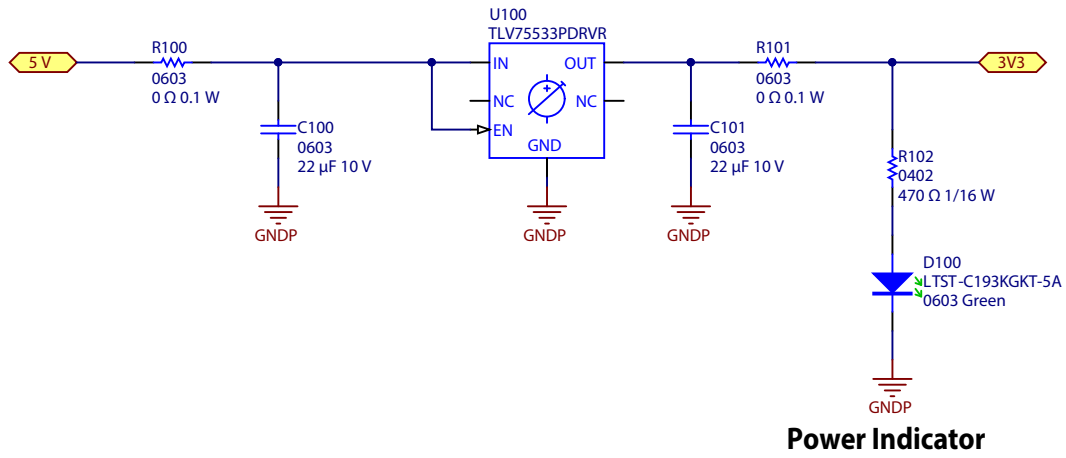 U100
TLV75533PDRVR
5 V
R100
0603
0 Ω 0.1 W
C100
0603
22 µF 10 V
GNDP
IN
OUT
NC
NC
EN
GND
GNDP
C101
0603
22 µF 10 V
GNDP
R101
0603
0 Ω 0.1 W
3V3
R102
0402
470 Ω 1/16 W
D100
LTST-C193KGKT-5A
0603 Green
GNDP
Power Indicator